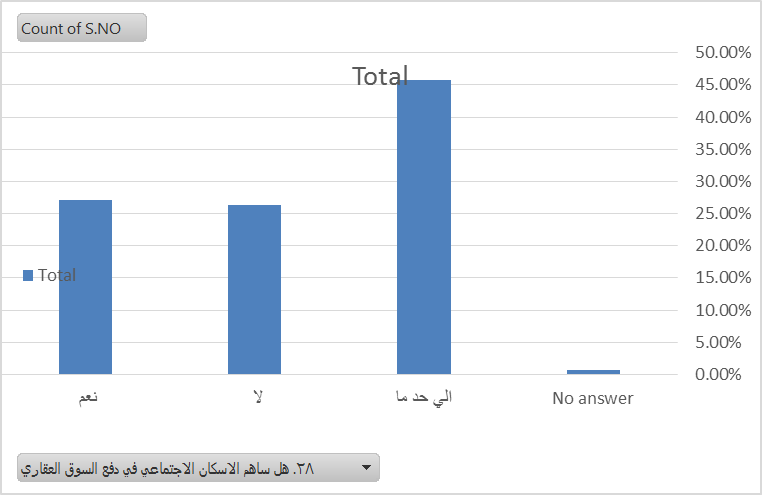 Count of S.NO
Total
50.00%
45.00%
40.00%
35.00%
30.00%
25.00%
20.00%
15.00%
10.00%
5.00%
0.00%
Total
نعم
لا
الي حد ما
No answer
٢٨. هل ساهم الاسكان الاجتماعي في دفع السوق العقاري